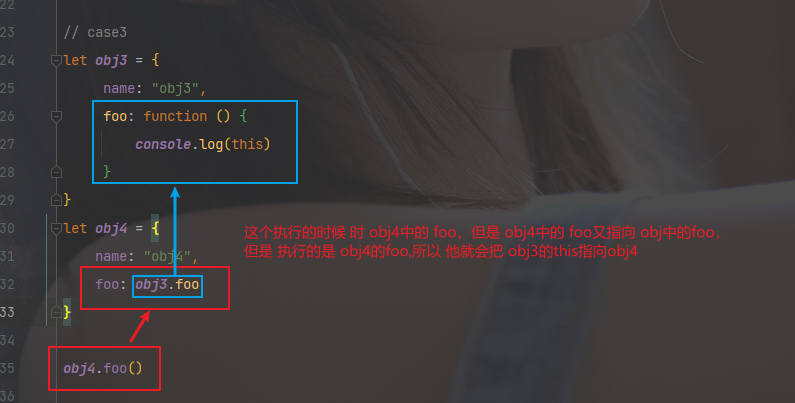 22
23 // case3
24 let obj3 = {
25 name: "obj3",
26 foo: function () {
27 console.log(this)
28 }
29 }
30 let obj4 = {
这个执行的时候 时 obj4中的 foo，但是 obj4中的 foo又指向 obj中的foo，
31 name: "obj4",
但是 执行的是 obj4的foo,所以 他就会把 obj3的this指向obj4
32 foo: obj3.foo
33 }
34
35 obj4.foo()
36